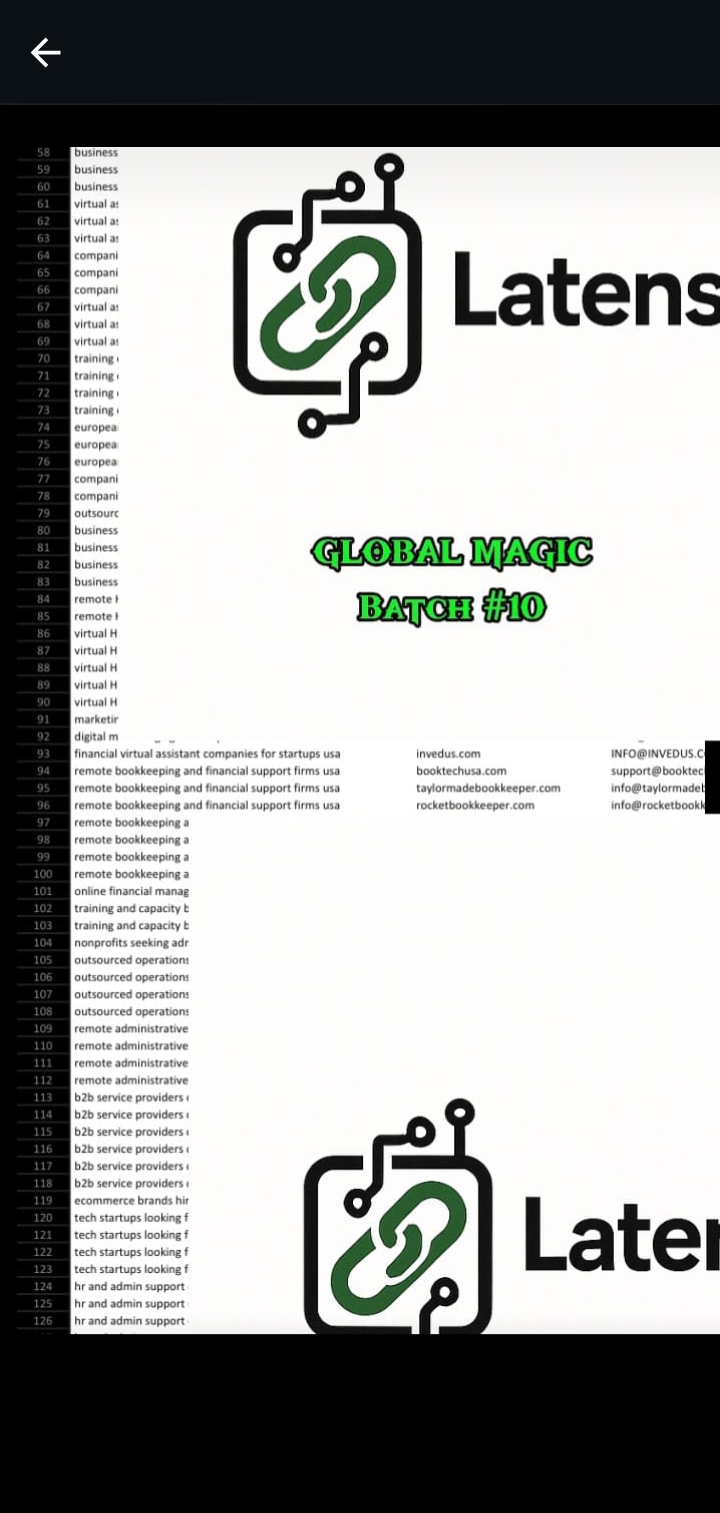 58 business
59 business
60 business
61 virtual as
62 virtual as
63 virtual as
64 compani
65 compani
66 compani
67 virtual as
68 virtual as
69 virtual as
70 training
71 training
72 training
73 training
74 europea
75 europea
76 europea
77 compani
78 compani
79 outsourc
80 business
81 business
82 business
83 business
84 remote
85 remote
86 virtual H
87 virtual H
88 virtual H
89 virtual H
90 virtual H
91 marketin
92 digital m
Latens
GLOBAL MAGIC
BATCH #10
93 financial virtual assistant companies for startups usa invedus.com INFO@INVEDUS.C
94 remote bookkeeping and financial support firms usa booktechusa.com support@booktec
95 remote bookkeeping and financial support firms usa taylormadebookkeeper.com info@taylormadeb
96 remote bookkeeping and financial support firms usa rocketbookkeeper.com info@rocketbookk
97 remote bookkeeping a
98 remote bookkeeping a
99 remote bookkeeping a
100 remote bookkeeping a
101 online financial manag
102 training and capacity b
103 training and capacity b
104 nonprofits seeking adr
105 outsourced operations
106 outsourced operations
107 outsourced operations
108 outsourced operations
109 remote administrative
110 remote administrative
111 remote administrative
112 remote administrative
113 b2b service providers
114 b2b service providers
115 b2b service providers
116 b2b service providers
117 b2b service providers
118 b2b service providers
119 ecommerce brands hir
120 tech startups looking f
121 tech startups looking f
122 tech startups looking f
123 tech startups looking f
124 hr and admin support
125 hr and admin support
126 hr and admin support
Laten